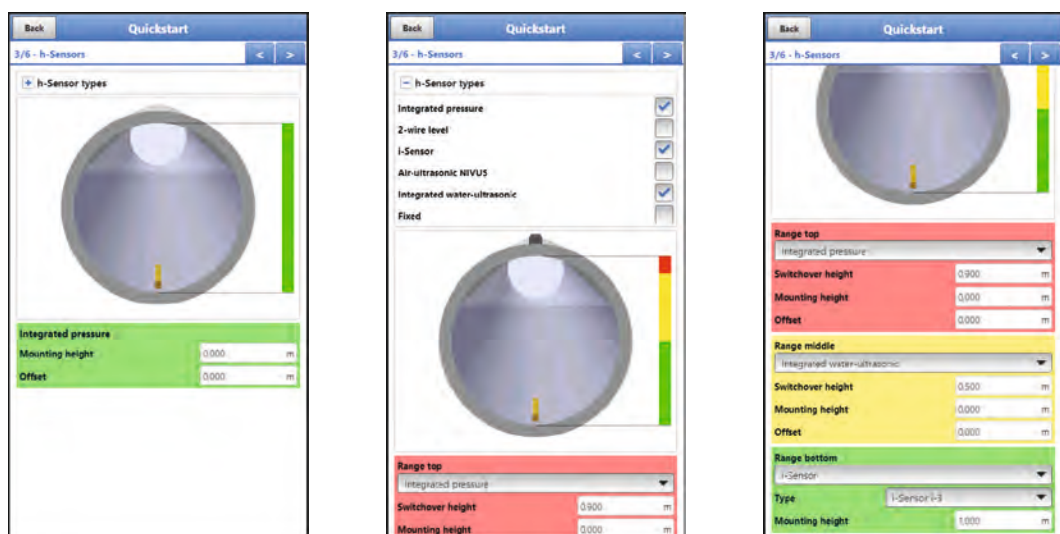 Back Quickstart
3/6 - h-Sensors < >
+ h-Sensor types
Integrated pressure
Mounting height 0.000 m
Offset 0.000 m
Back Quickstart
3/6 - h-Sensors < >
− h-Sensor types
Integrated pressure
2-wire level
i-Sensor
Air-ultrasonic NIVUS
Integrated water-ultrasonic
Fixed
Range top
Integrated pressure
Switchover height 0.900 m
Mounting height 0.000 m
Back Quickstart
3/6 - h-Sensors < >
Range top
Integrated pressure
Switchover height 0.900 m
Mounting height 0.000 m
Offset 0.000 m
Range middle
Integrated water-ultrasonic
Switchover height 0.500 m
Mounting height 0.000 m
Offset 0.000 m
Range bottom
i-Sensor
Type i-Sensor i-3
Mounting height 1.000 m